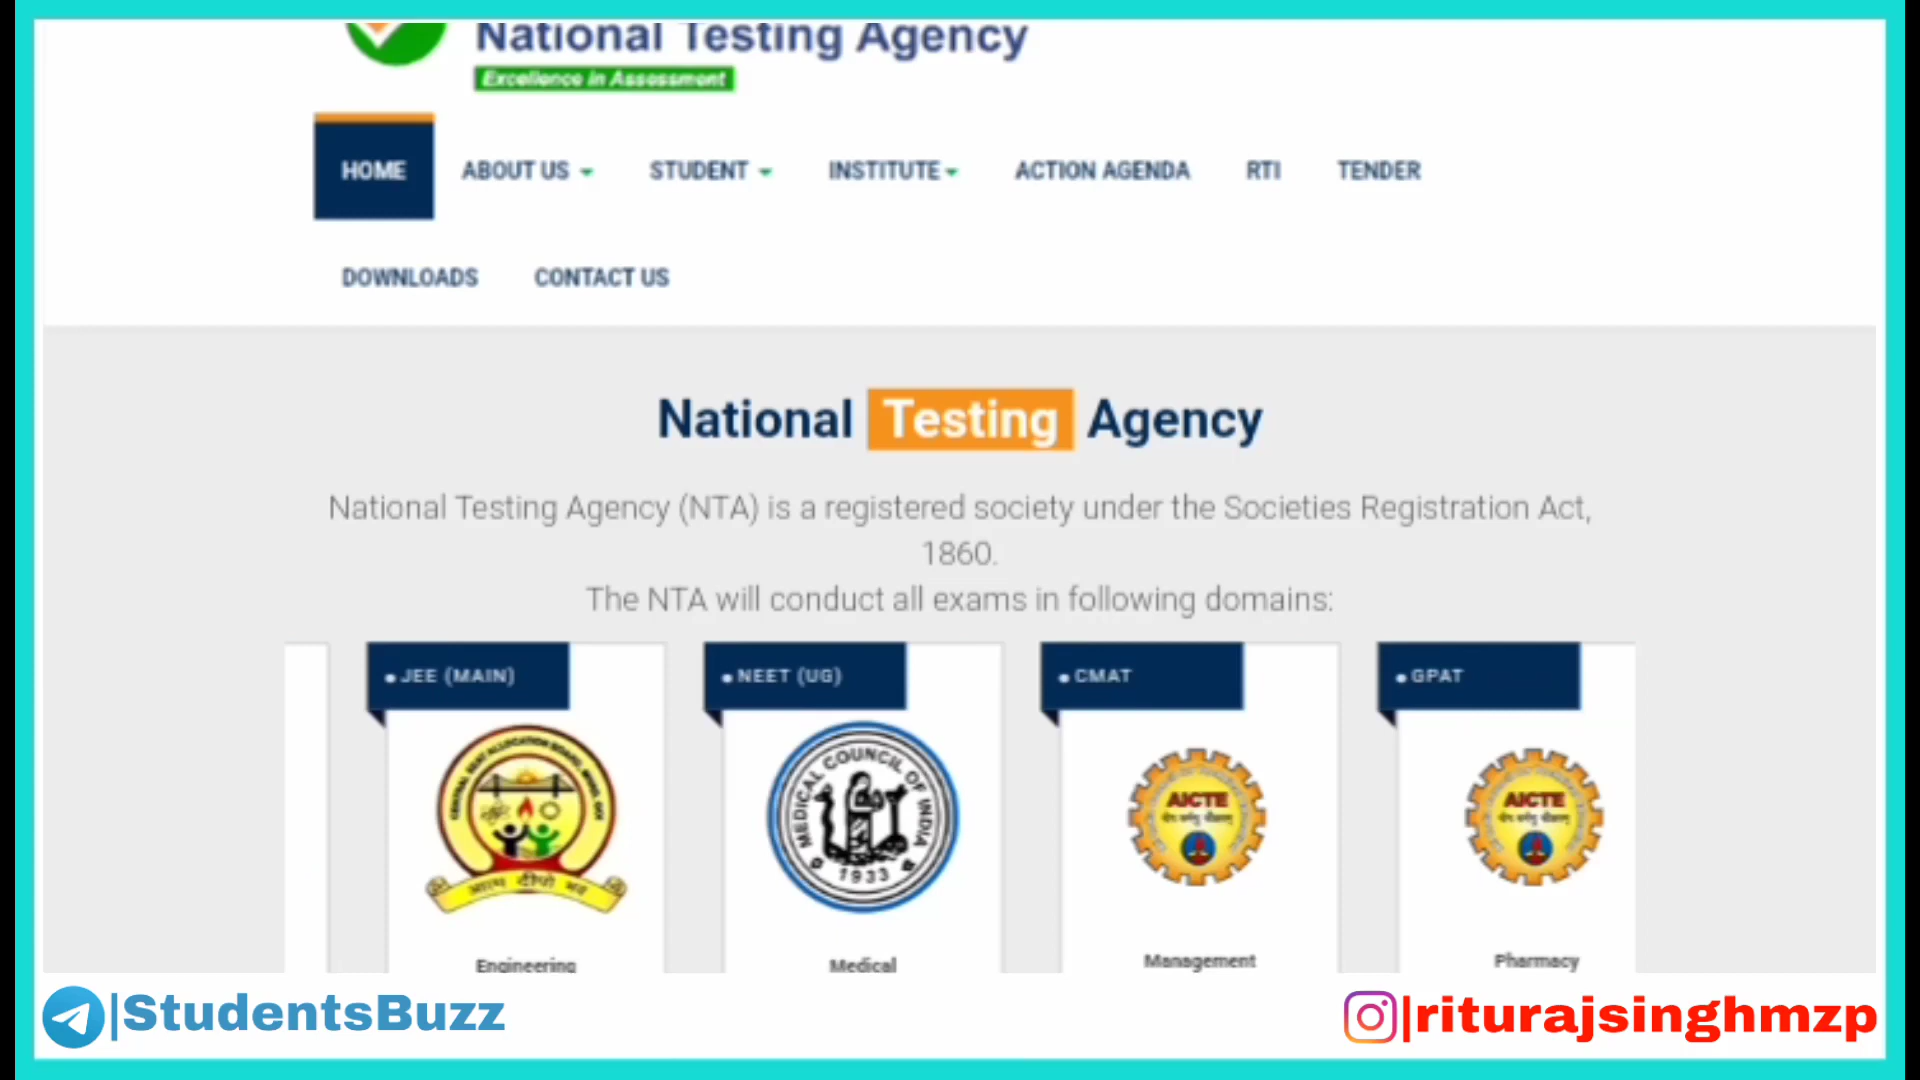 National Testing Agency
Excellence in Assessment
HOME ABOUT US STUDENT INSTITUTE ACTION AGENDA RTI TENDER
DOWNLOADS CONTACT US
National Testing Agency
National Testing Agency (NTA) is a registered society under the Societies Registration Act,
1860.
The NTA will conduct all exams in following domains:
JEE (MAIN) NEET (UG) CMAT GPAT
MEDICAL COUNCIL OF INDIA
1933
AICTE
AICTE
Engineering Medical Management Pharmacy
|StudentsBuzz |riturajsinghmzp